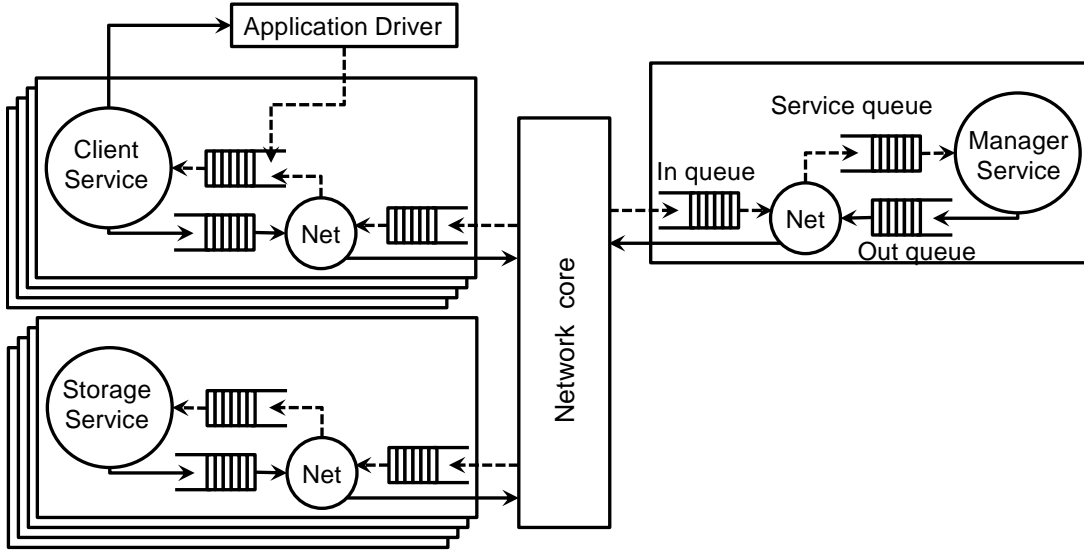 Application Driver
Client
Service
Net
Storage
Service
Net
Network core
Service queue
Manager
Service
In queue
Net
Out queue